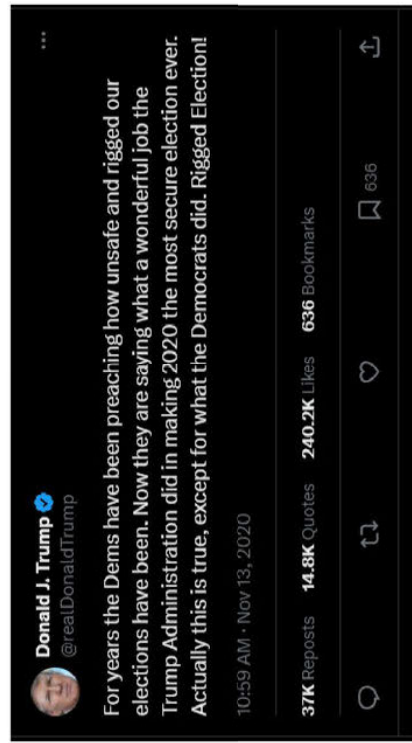 Donald J. Trump
@realDonaldTrump
For years the Dems have been preaching how unsafe and rigged our
elections have been. Now they are saying what a wonderful job the
Trump Administration did in making 2020 the most secure election ever.
Actually this is true, except for what the Democrats did. Rigged Election!
10:59 AM · Nov 13, 2020
37K Reposts 14.8K Quotes 240.2K Likes 636 Bookmarks
636